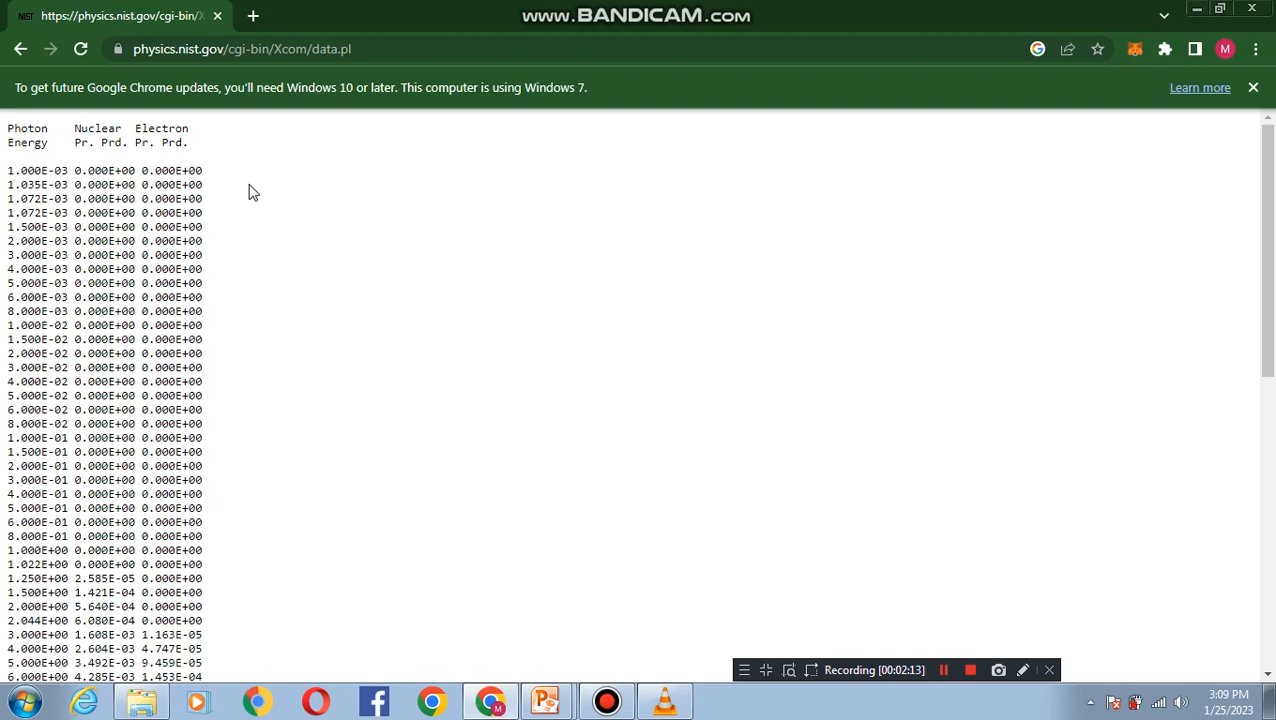 NIST https://physics.nist.gov/cgi-bin/X
www.BANDICAM.com
physics.nist.gov/cgi-bin/Xcom/data.pl
M
To get future Google Chrome updates, you'll need Windows 10 or later. This computer is using Windows 7.
Learn more
Photon Nuclear Electron
Energy Pr. Prd. Pr. Prd.
1.000E-03 0.000E+00 0.000E+00
1.035E-03 0.000E+00 0.000E+00
1.072E-03 0.000E+00 0.000E+00
1.072E-03 0.000E+00 0.000E+00
1.500E-03 0.000E+00 0.000E+00
2.000E-03 0.000E+00 0.000E+00
3.000E-03 0.000E+00 0.000E+00
4.000E-03 0.000E+00 0.000E+00
5.000E-03 0.000E+00 0.000E+00
6.000E-03 0.000E+00 0.000E+00
8.000E-03 0.000E+00 0.000E+00
1.000E-02 0.000E+00 0.000E+00
1.500E-02 0.000E+00 0.000E+00
2.000E-02 0.000E+00 0.000E+00
3.000E-02 0.000E+00 0.000E+00
4.000E-02 0.000E+00 0.000E+00
5.000E-02 0.000E+00 0.000E+00
6.000E-02 0.000E+00 0.000E+00
8.000E-02 0.000E+00 0.000E+00
1.000E-01 0.000E+00 0.000E+00
1.500E-01 0.000E+00 0.000E+00
2.000E-01 0.000E+00 0.000E+00
3.000E-01 0.000E+00 0.000E+00
4.000E-01 0.000E+00 0.000E+00
5.000E-01 0.000E+00 0.000E+00
6.000E-01 0.000E+00 0.000E+00
8.000E-01 0.000E+00 0.000E+00
1.000E+00 0.000E+00 0.000E+00
1.022E+00 0.000E+00 0.000E+00
1.250E+00 2.585E-05 0.000E+00
1.500E+00 1.421E-04 0.000E+00
2.000E+00 5.640E-04 0.000E+00
2.044E+00 6.080E-04 0.000E+00
3.000E+00 1.608E-03 1.163E-05
4.000E+00 2.604E-03 4.747E-05
5.000E+00 3.492E-03 9.459E-05
6.000E+00 4.285E-03 1.453E-04
Recording [00:02:13]
3:09 PM
1/25/2023